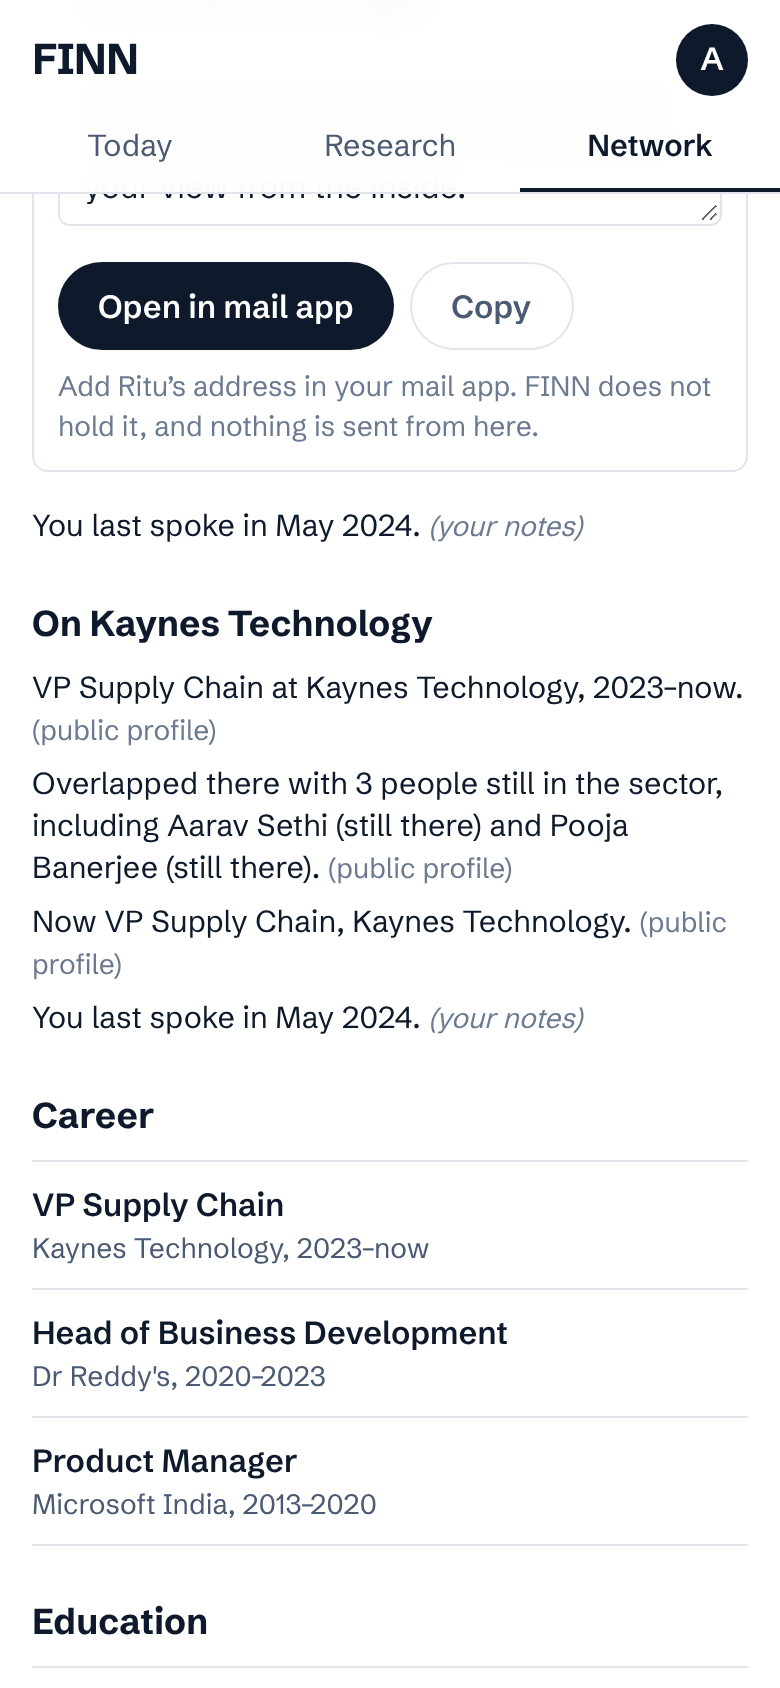 FINN
A
Today
Research
Network
your view from the inside.
Open in mail app
Copy
Add Ritu’s address in your mail app. FINN does not
hold it, and nothing is sent from here.
You last spoke in May 2024. (your notes)
On Kaynes Technology
VP Supply Chain at Kaynes Technology, 2023–now.
(public profile)
Overlapped there with 3 people still in the sector,
including Aarav Sethi (still there) and Pooja
Banerjee (still there). (public profile)
Now VP Supply Chain, Kaynes Technology. (public
profile)
You last spoke in May 2024. (your notes)
Career
VP Supply Chain
Kaynes Technology, 2023–now
Head of Business Development
Dr Reddy's, 2020–2023
Product Manager
Microsoft India, 2013–2020
Education